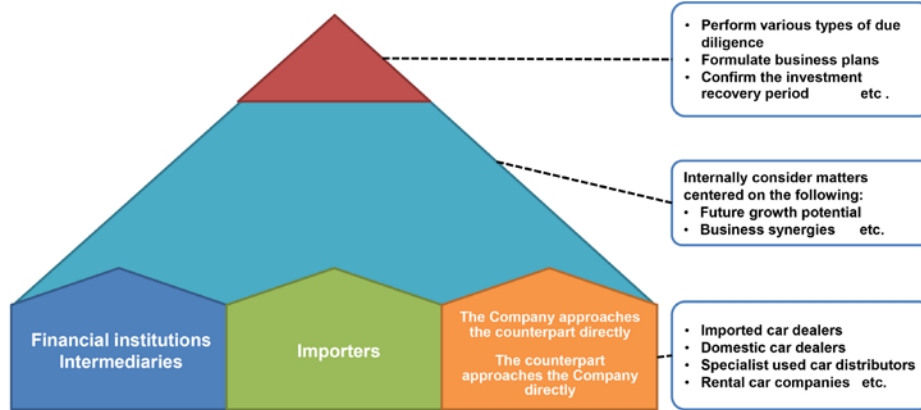 • Perform various types of due
diligence
• Formulate business plans
• Confirm the investment
recovery period etc .
Internally consider matters
centered on the following:
• Future growth potential
• Business synergies etc.
Financial institutions
Intermediaries
Importers
The Company approaches
the counterpart directly
The counterpart
approaches the Company
directly
• Imported car dealers
• Domestic car dealers
• Specialist used car distributors
• Rental car companies etc.